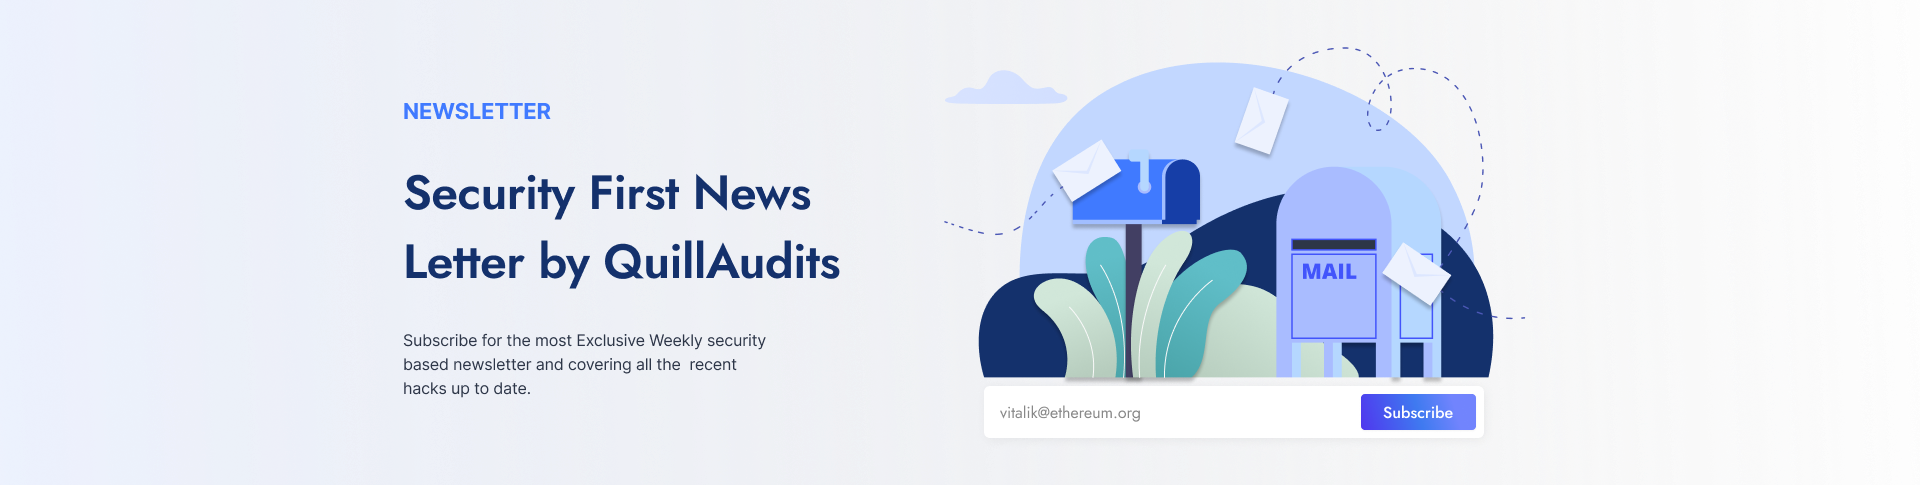 NEWSLETTER
Security First News
Letter by QuillAudits
Subscribe for the most Exclusive Weekly security
based newsletter and covering all the  recent
hacks up to date.
MAIL
vitalik@ethereum.org
Subscribe